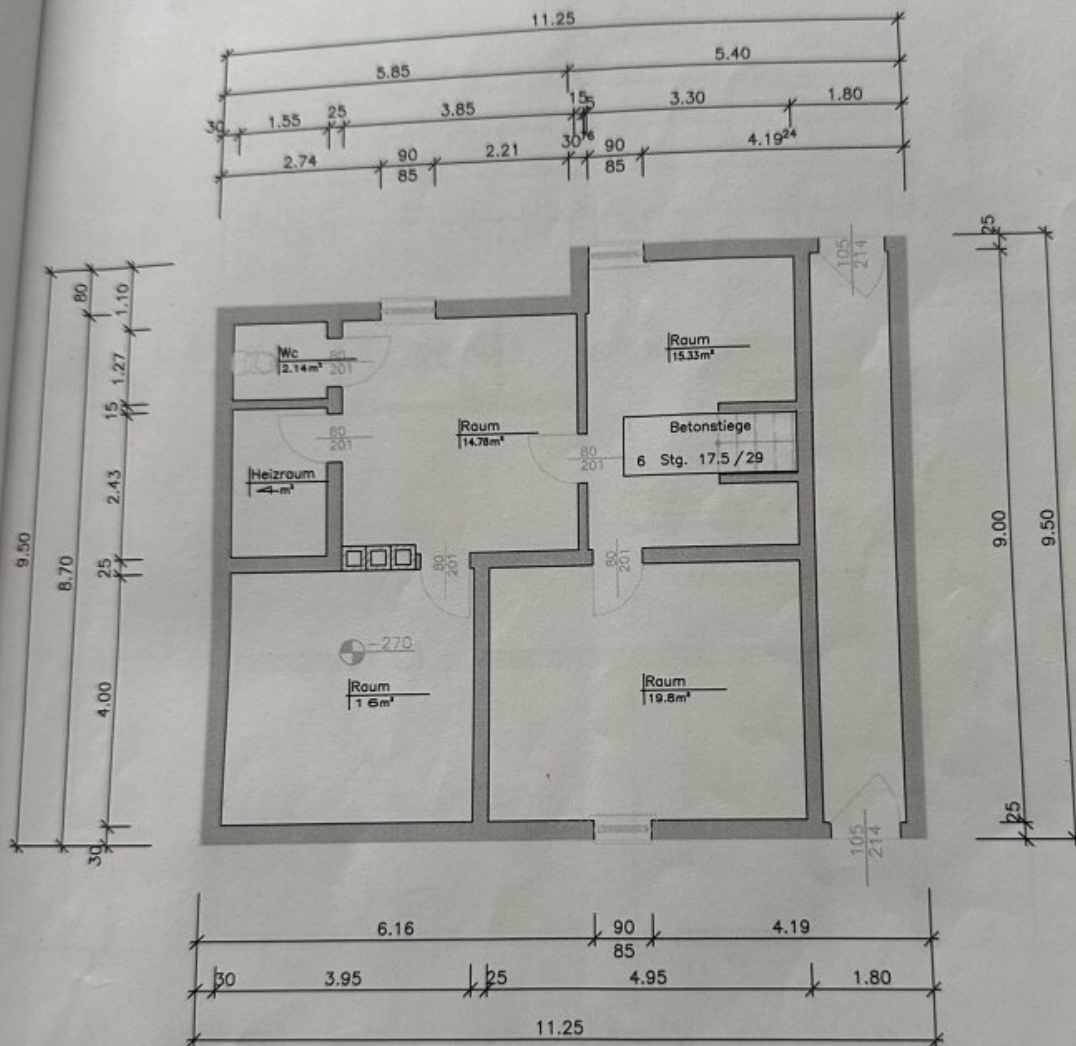 11.25
5.85 5.40
30 1.55 25 3.85 15 3.30 1.80
2.74 90 2.21 30 90 4.19²⁴
85 85
25
105
214
80
1.10
Wc
2.14m²
80
201
Raum
15.33m²
1.27
15
Raum
14.78m²
80
201
Betonstiege
6 Stg. 17.5/29
80
201
Heizraum
m²
2.43
9.50
8.70
25
80
201
80
201
9.00
9.50
-270
Raum
16m²
Raum
19.8m²
4.00
30
25
105
214
6.16 90 4.19
85
30 3.95 25 4.95 1.80
11.25